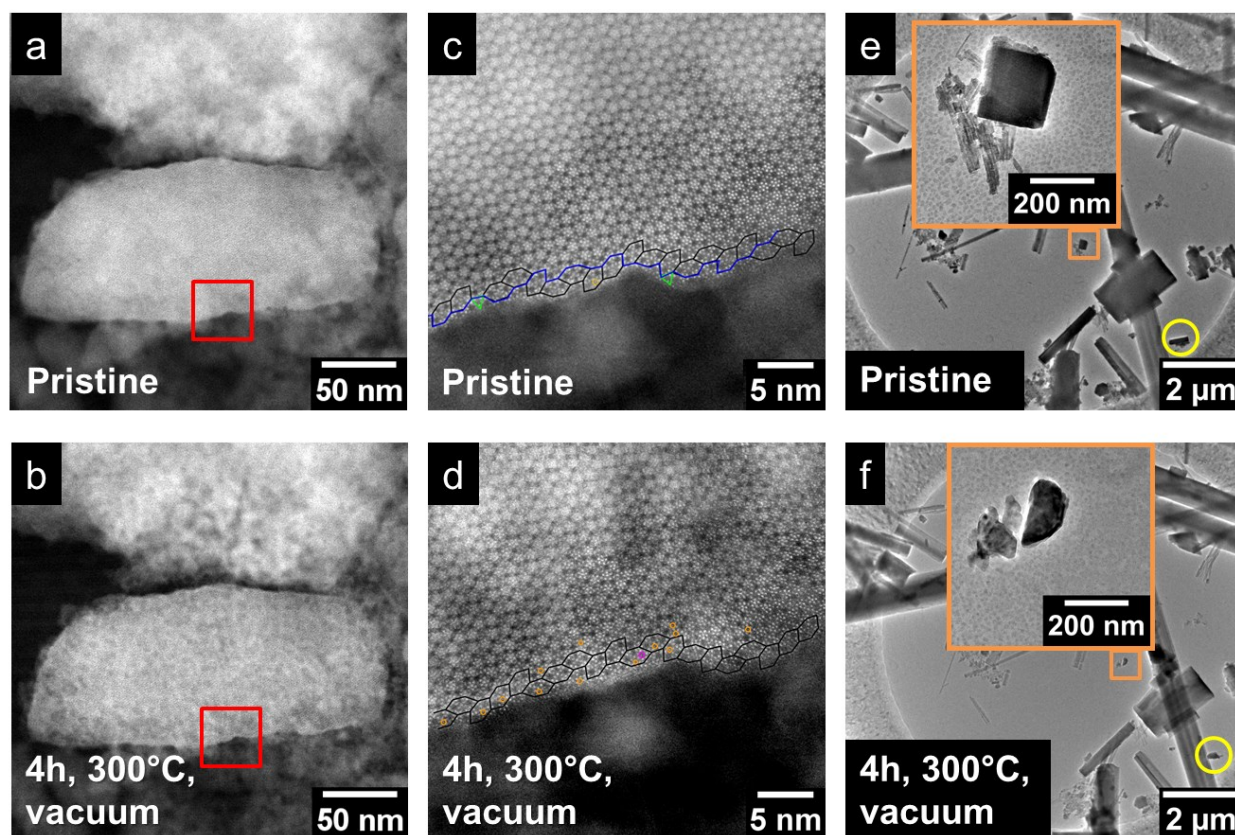 a
Pristine
50 nm
c
Pristine
5 nm
e
200 nm
Pristine
2 µm
b
4h, 300°C,
vacuum
50 nm
d
4h, 300°C,
vacuum
5 nm
f
200 nm
4h, 300°C,
vacuum
2 µm